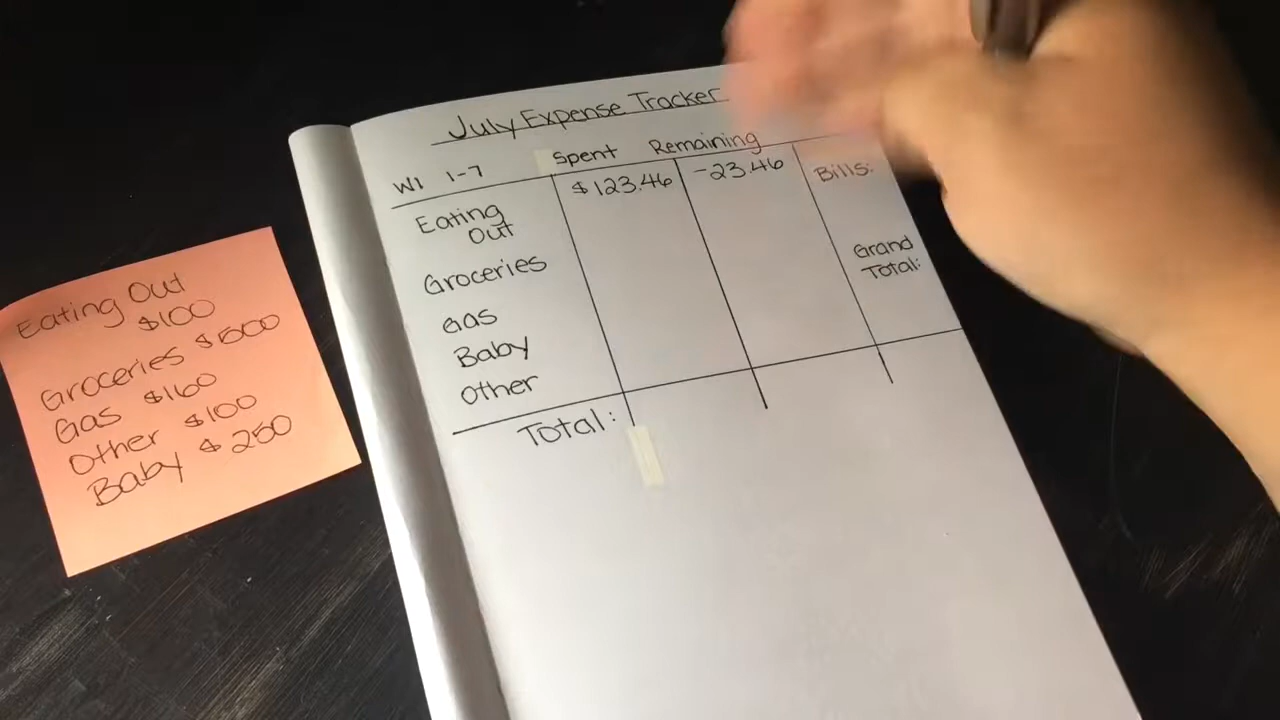 Eating Out
$100
Groceries $500
Gas $160
Other $100
Baby $250
July Expense Tracker
W1 1-7 Spent Remaining
Eating Out $123.46 -23.46 Bills:
Groceries Grand Total:
Gas
Baby
Other
Total: